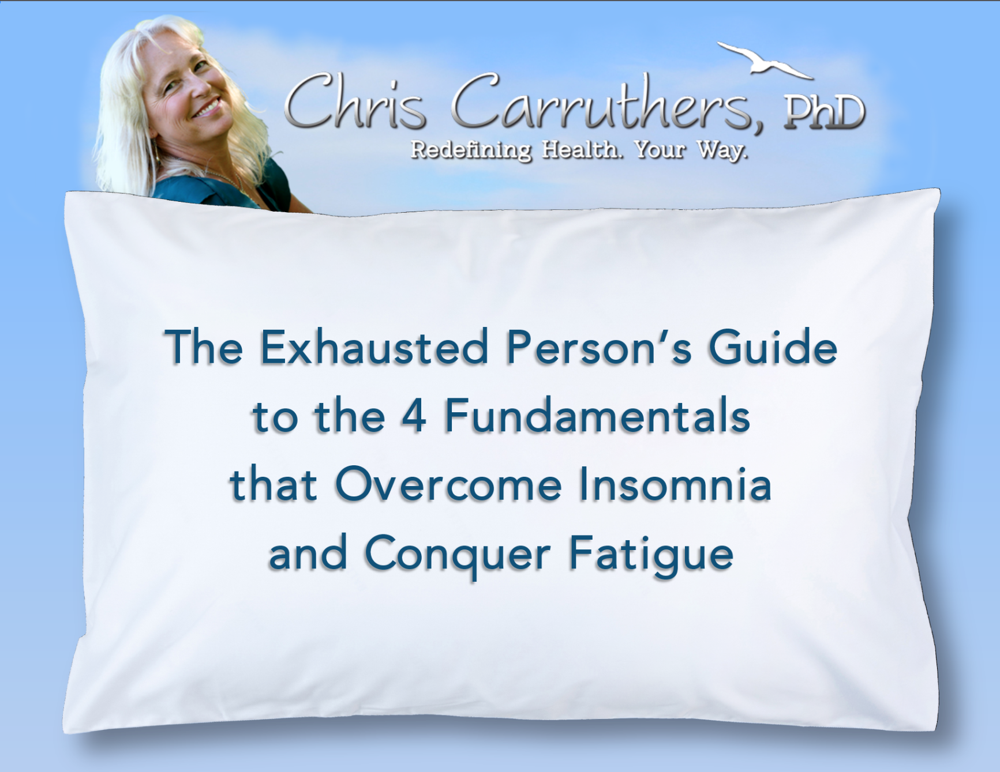 Chris Carruthers, PhD
Redefining Health. Your Way.
The Exhausted Person’s Guide
to the 4 Fundamentals
that Overcome Insomnia
and Conquer Fatigue